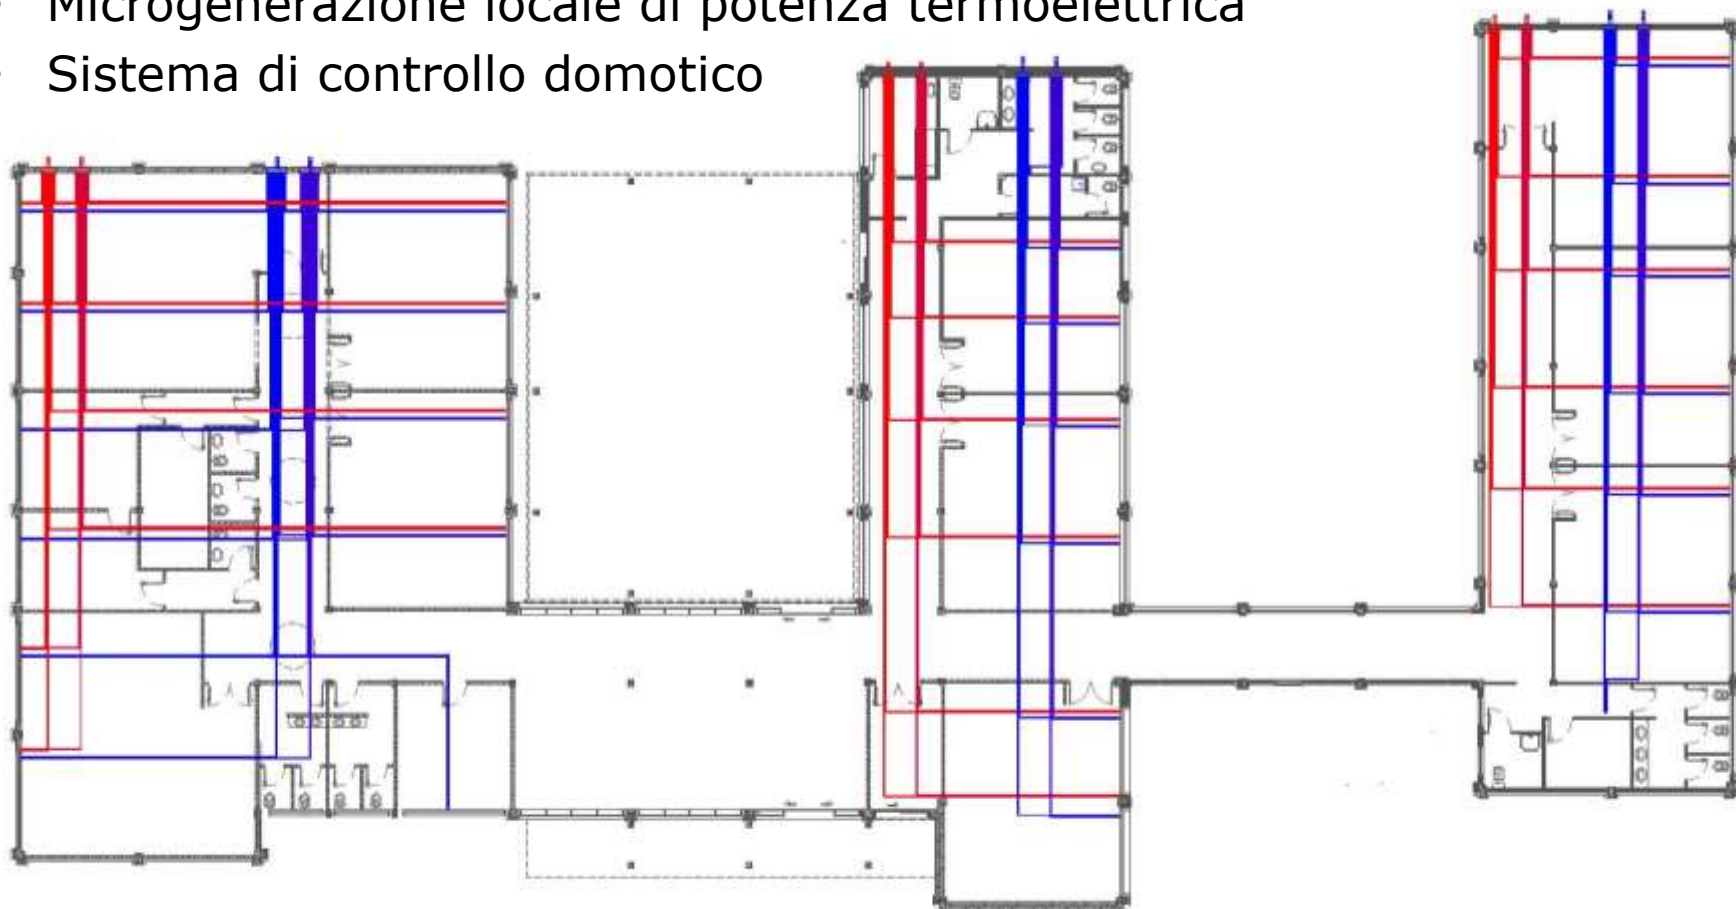 • Microgenerazione locale di potenza termoelettrica
• Sistema di controllo domotico